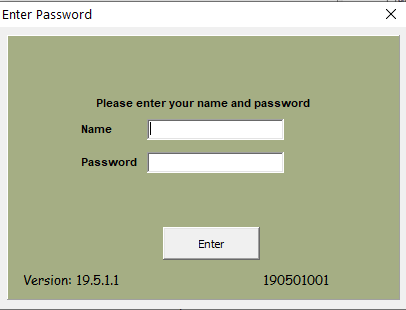 Enter Password
Please enter your name and password
Name
Password
Enter
Version: 19.5.1.1 190501001